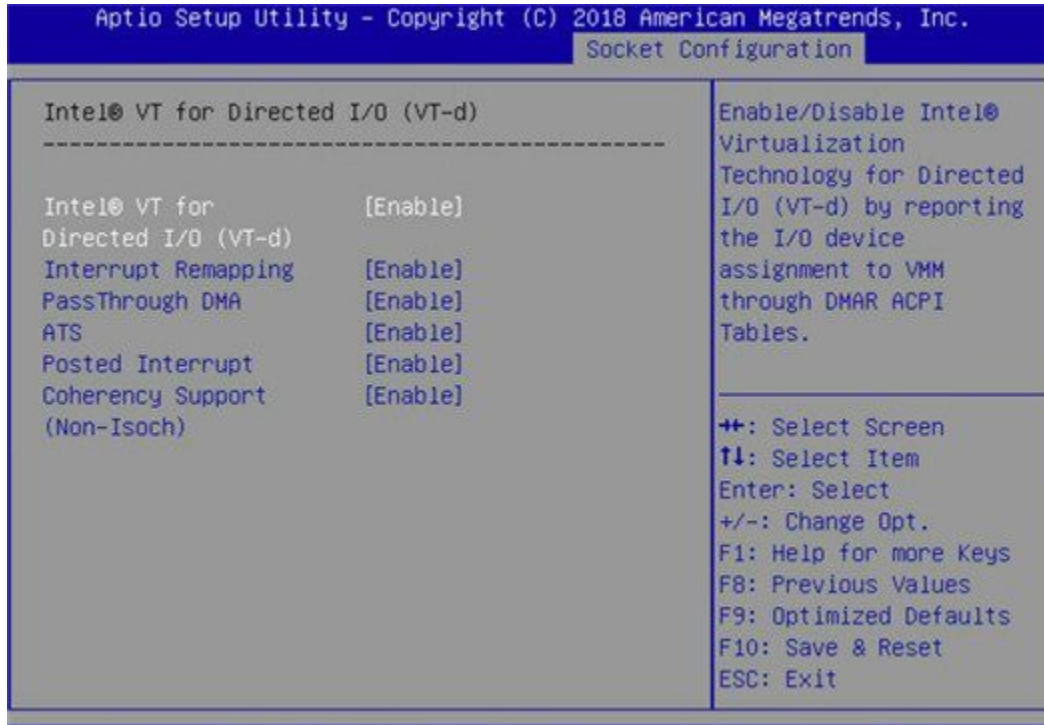 Aptio Setup Utility – Copyright (C) 2018 American Megatrends, Inc.
Socket Configuration
Intel® VT for Directed I/O (VT-d)
------------------------------------------------
Intel® VT for [Enable]
Directed I/O (VT-d)
Interrupt Remapping [Enable]
PassThrough DMA [Enable]
ATS [Enable]
Posted Interrupt [Enable]
Coherency Support [Enable]
(Non-Isoch)
Enable/Disable Intel®
Virtualization
Technology for Directed
I/O (VT-d) by reporting
the I/O device
assignment to VMM
through DMAR ACPI
Tables.
→←: Select Screen
↑↓: Select Item
Enter: Select
+/-: Change Opt.
F1: Help for more Keys
F8: Previous Values
F9: Optimized Defaults
F10: Save & Reset
ESC: Exit